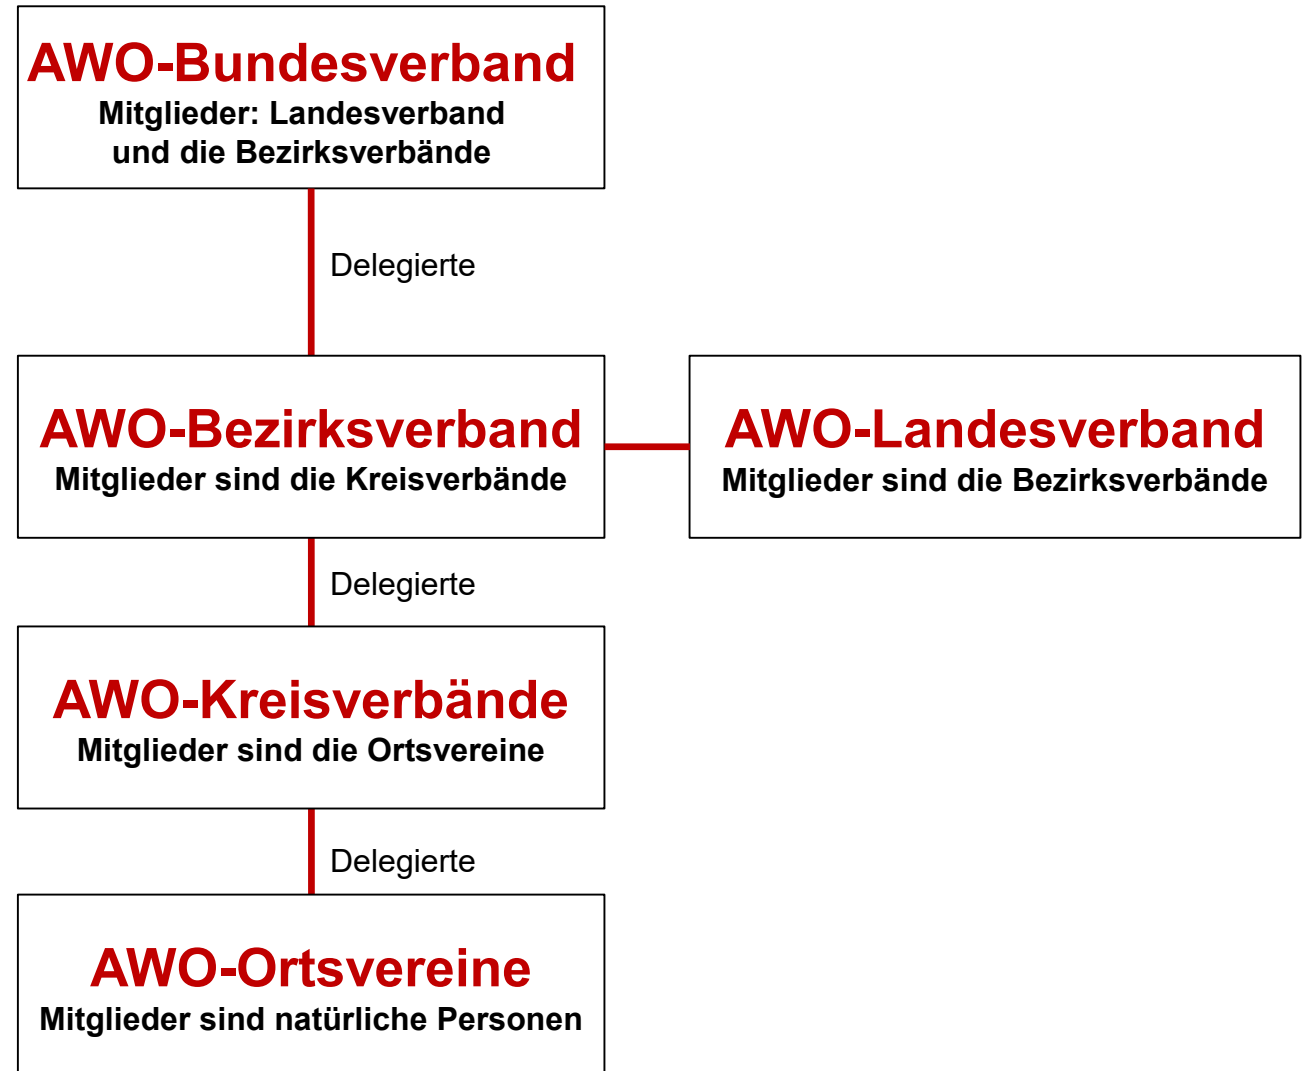 AWO-Bundesverband
Mitglieder: Landesverband
und die Bezirksverbände
Delegierte
AWO-Bezirksverband
Mitglieder sind die Kreisverbände
AWO-Landesverband
Mitglieder sind die Bezirksverbände
Delegierte
AWO-Kreisverbände
Mitglieder sind die Ortsvereine
Delegierte
AWO-Ortsvereine
Mitglieder sind natürliche Personen